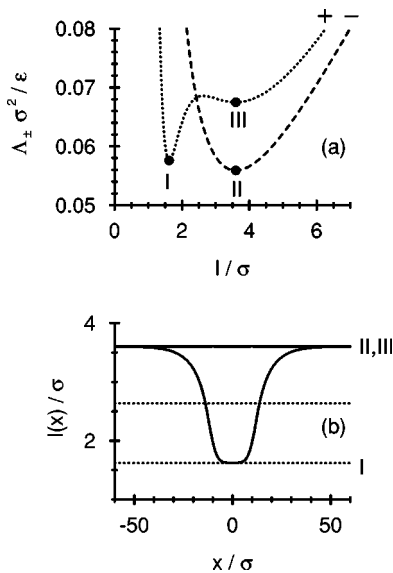 + −
0.08
0.07
0.06
0.05
Λ± σ² / ε
I
II
III
(a)
0 2 4 6
l / σ
4
2
l(x) / σ
II,III
(b)
I
-50 0 50
x / σ